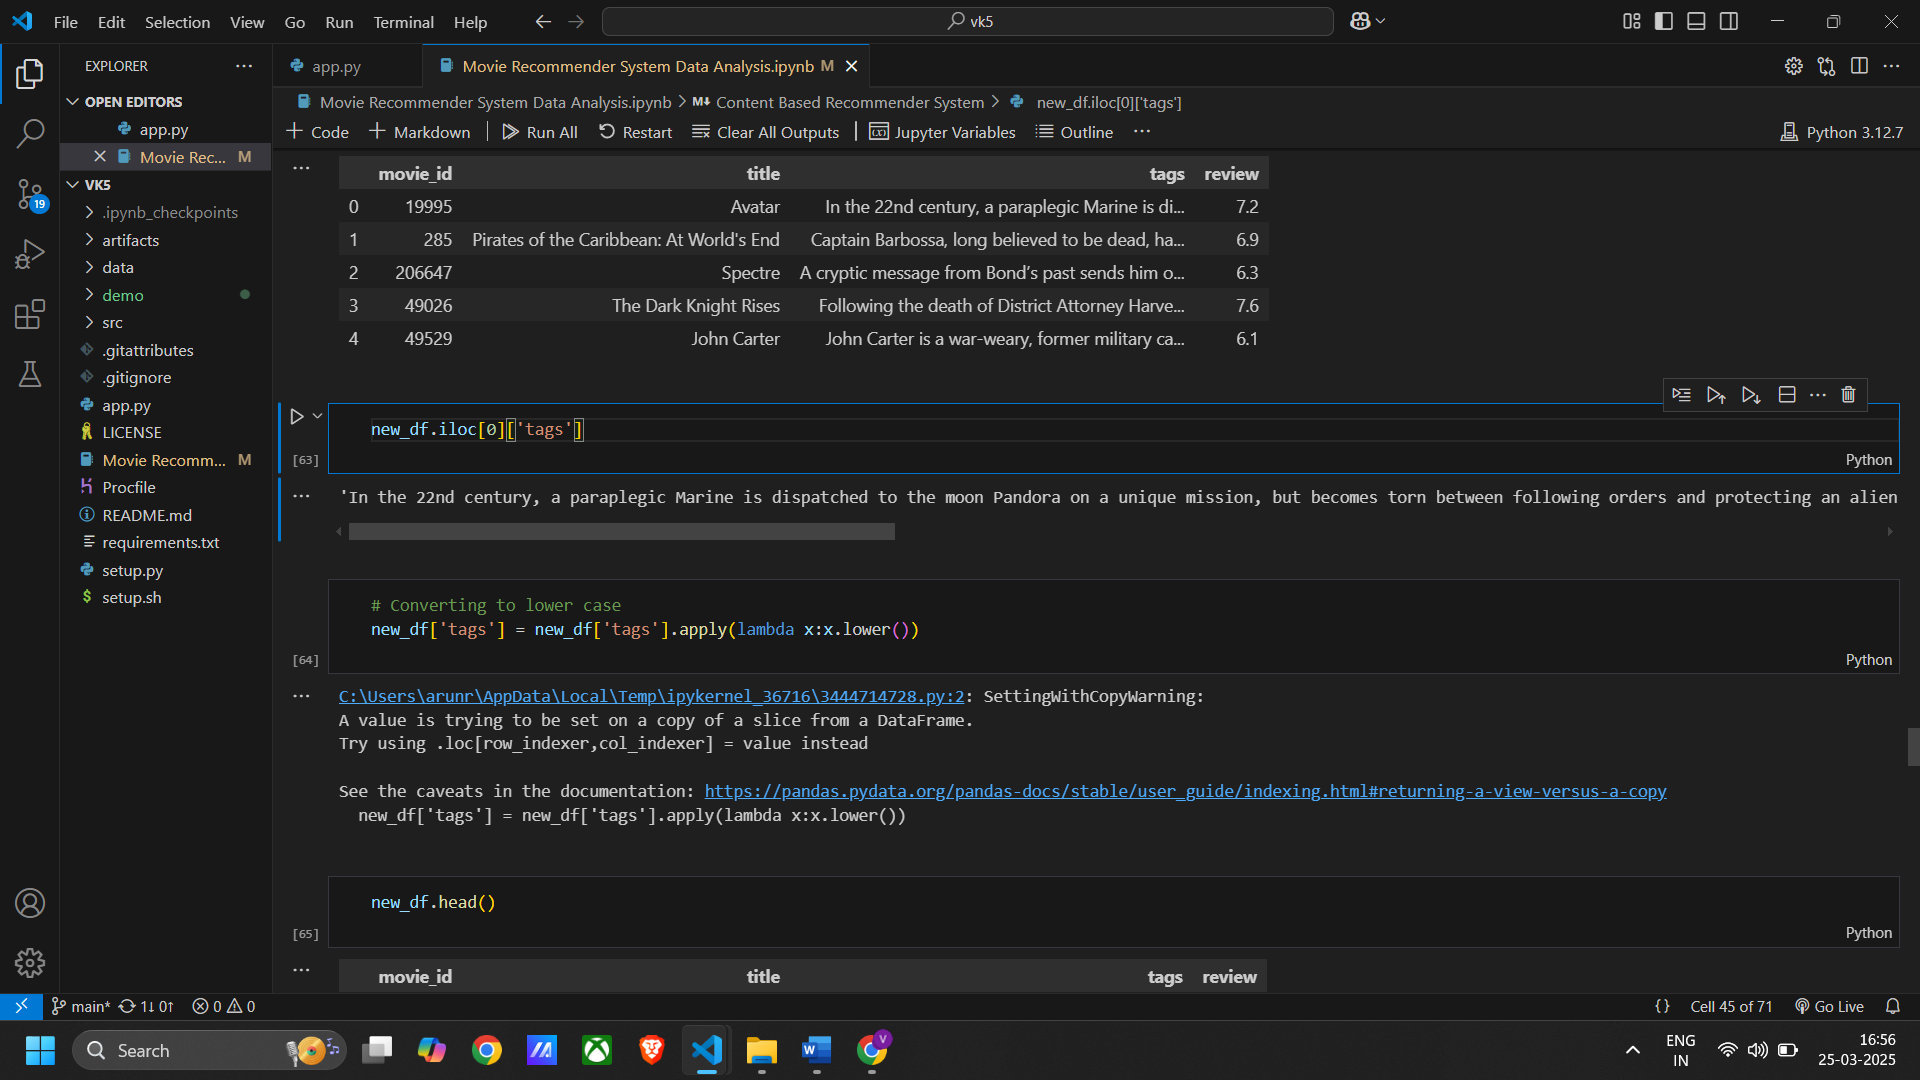 File Edit Selection View Go Run Terminal Help
vk5
EXPLORER
OPEN EDITORS
app.py
Movie Rec... M
VK5
.ipynb_checkpoints
artifacts
data
demo
src
.gitattributes
.gitignore
app.py
LICENSE
Movie Recomm... M
Procfile
README.md
requirements.txt
setup.py
setup.sh
19
app.py
Movie Recommender System Data Analysis.ipynb M
Movie Recommender System Data Analysis.ipynb > M↓ Content Based Recommender System > new_df.iloc[0]['tags']
+ Code + Markdown | Run All Restart Clear All Outputs | Jupyter Variables Outline ...
Python 3.12.7
movie_id title tags review
0 19995 Avatar In the 22nd century, a paraplegic Marine is di... 7.2
1 285 Pirates of the Caribbean: At World's End Captain Barbossa, long believed to be dead, ha... 6.9
2 206647 Spectre A cryptic message from Bond’s past sends him o... 6.3
3 49026 The Dark Knight Rises Following the death of District Attorney Harve... 7.6
4 49529 John Carter John Carter is a war-weary, former military ca... 6.1
new_df.iloc[0]['tags']
[63] Python
'In the 22nd century, a paraplegic Marine is dispatched to the moon Pandora on a unique mission, but becomes torn between following orders and protecting an alien
# Converting to lower case
new_df['tags'] = new_df['tags'].apply(lambda x:x.lower())
[64] Python
C:\Users\arunr\AppData\Local\Temp\ipykernel_36716\3444714728.py:2: SettingWithCopyWarning:
A value is trying to be set on a copy of a slice from a DataFrame.
Try using .loc[row_indexer,col_indexer] = value instead
See the caveats in the documentation: https://pandas.pydata.org/pandas-docs/stable/user_guide/indexing.html#returning-a-view-versus-a-copy
new_df['tags'] = new_df['tags'].apply(lambda x:x.lower())
new_df.head()
[65] Python
movie_id title tags review
main* 1↓ 0↑ 0 0
{} Cell 45 of 71 Go Live
Search
V
ENG
IN
16:56
25-03-2025